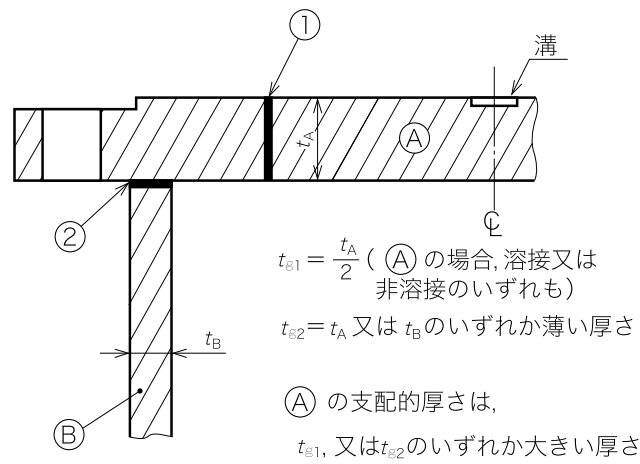 ①
溝
tA
Ⓐ
②
℄
tg1 = tA/2 ( Ⓐ の場合, 溶接又は
非溶接のいずれも)
tg2 = tA 又は tBのいずれか薄い厚さ
tB
Ⓑ
Ⓐ の支配的厚さは,
tg1, 又はtg2のいずれか大きい厚さ